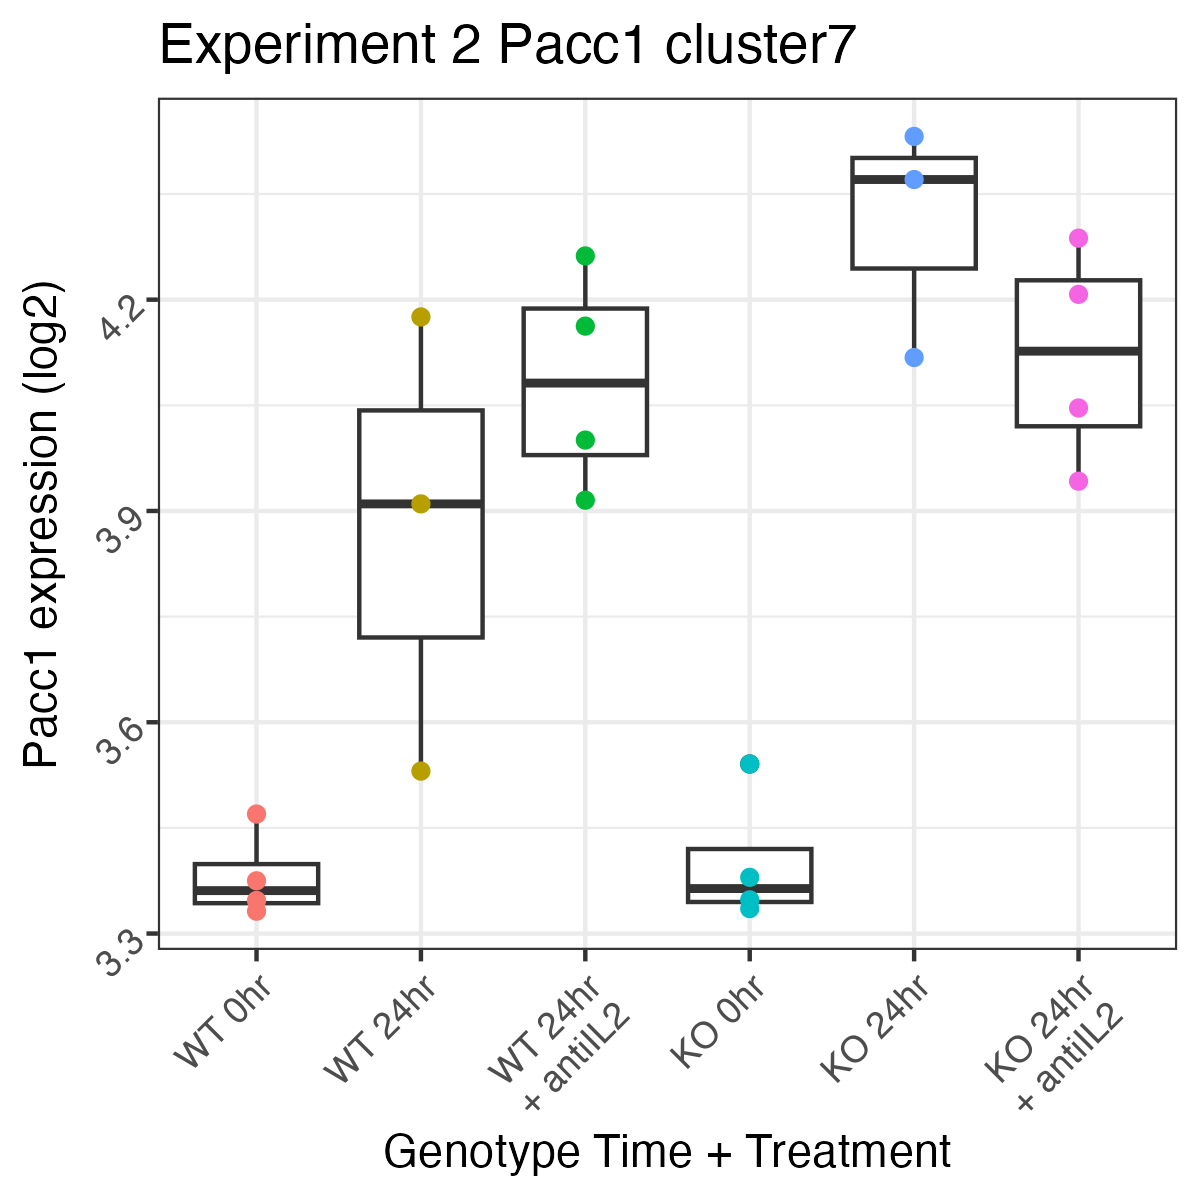 Experiment 2 Pacc1 cluster7
Pacc1 expression (log2)
4.2
3.9
3.6
3.3
WT 0hr
WT 24hr
WT 24hr
+ antiIL2
KO 0hr
KO 24hr
KO 24hr
+ antiIL2
Genotype Time + Treatment